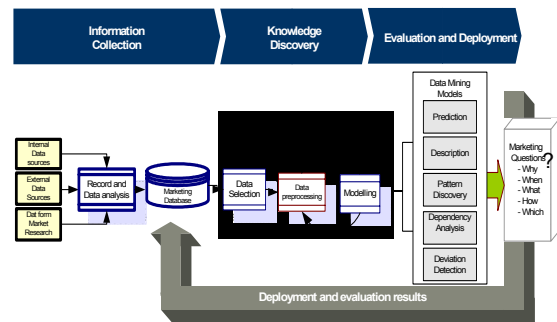 Information
Collection
Knowledge
Discovery
Evaluation and Deployment
Internal
Data
sources
External
Data
Sources
Dat form
Market
Research
Record and
Data analysis
Marketing
Database
Data
Selection
Data
preprocessing
Modelling
Data Mining
Models
Prediction
Description
Pattern
Discovery
Dependency
Analysis
Deviation
Detection
Marketing
Questions ?
- Why
- When
- What
- How
- Which
Deployment and evaluation results